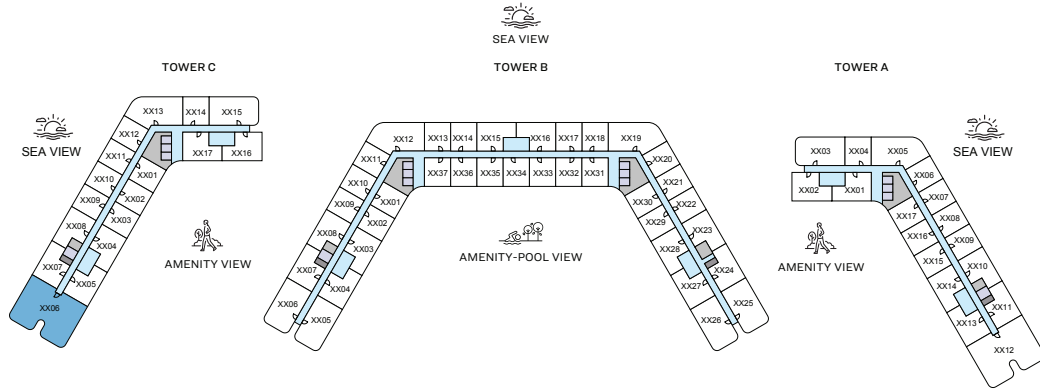 SEA VIEW
TOWER C
TOWER B
TOWER A
SEA VIEW
SEA VIEW
AMENITY VIEW
AMENITY-POOL VIEW
AMENITY VIEW
XX13
XX14
XX15
XX12
XX17
XX16
XX11
XX01
XX10
XX02
XX09
XX03
XX08
XX04
XX07
XX05
XX06
XX12
XX13
XX14
XX15
XX16
XX17
XX18
XX19
XX11
XX37
XX36
XX35
XX34
XX33
XX32
XX31
XX20
XX10
XX01
XX30
XX21
XX09
XX02
XX29
XX22
XX08
XX03
XX28
XX23
XX07
XX04
XX27
XX24
XX06
XX05
XX26
XX25
XX03
XX04
XX05
XX02
XX01
XX06
XX17
XX07
XX16
XX08
XX15
XX09
XX14
XX10
XX13
XX11
XX12